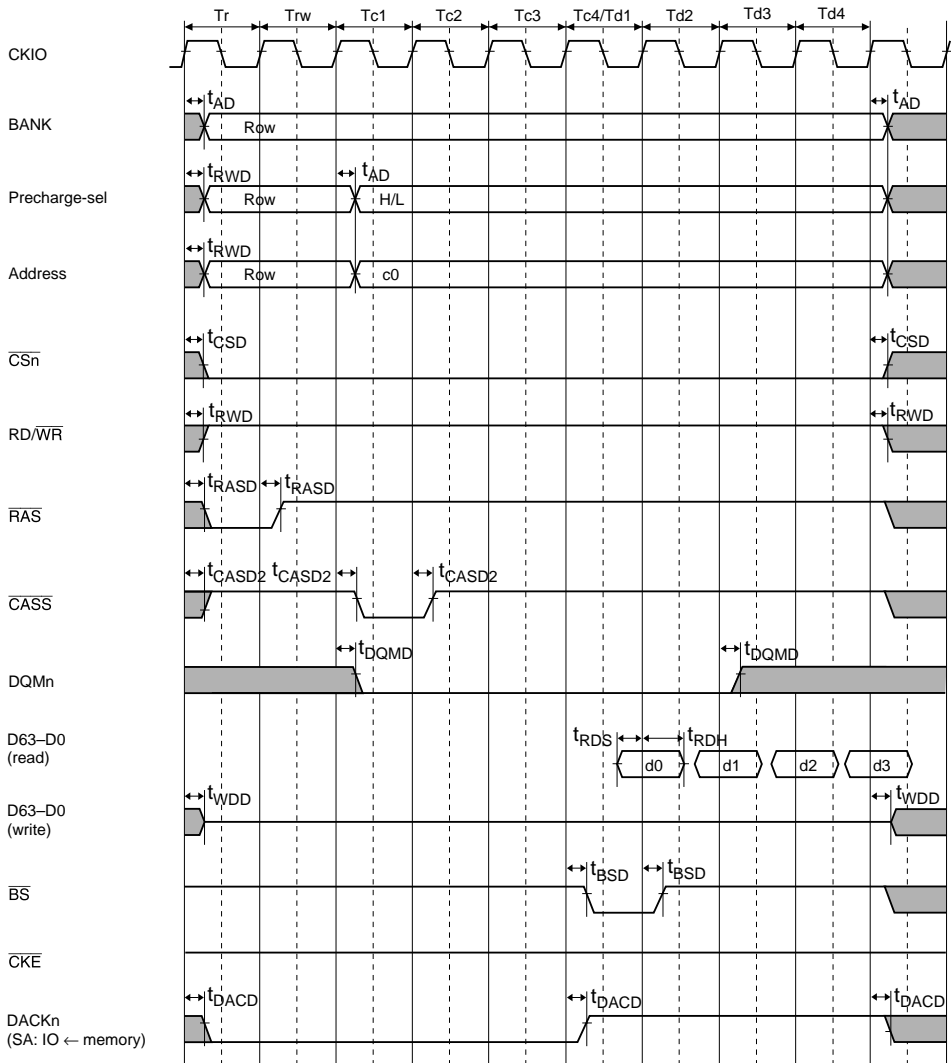 Tr Trw Tc1 Tc2 Tc3 Tc4/Td1 Td2 Td3 Td4
CKIO
tAD tAD
BANK Row
tRWD tAD
Precharge-sel Row H/L
tRWD
Address Row c0
tCSD tCSD
CSn
tRWD tRWD
RD/WR
tRASD tRASD
RAS
tCASD2 tCASD2 tCASD2
CASS
tDQMD tDQMD
DQMn
tRDS tRDH
D63–D0
(read)
d0 d1 d2 d3
tWDD tWDD
D63–D0
(write)
tBSD tBSD
BS
CKE
tDACD tDACD tDACD
DACKn
(SA: IO ← memory)